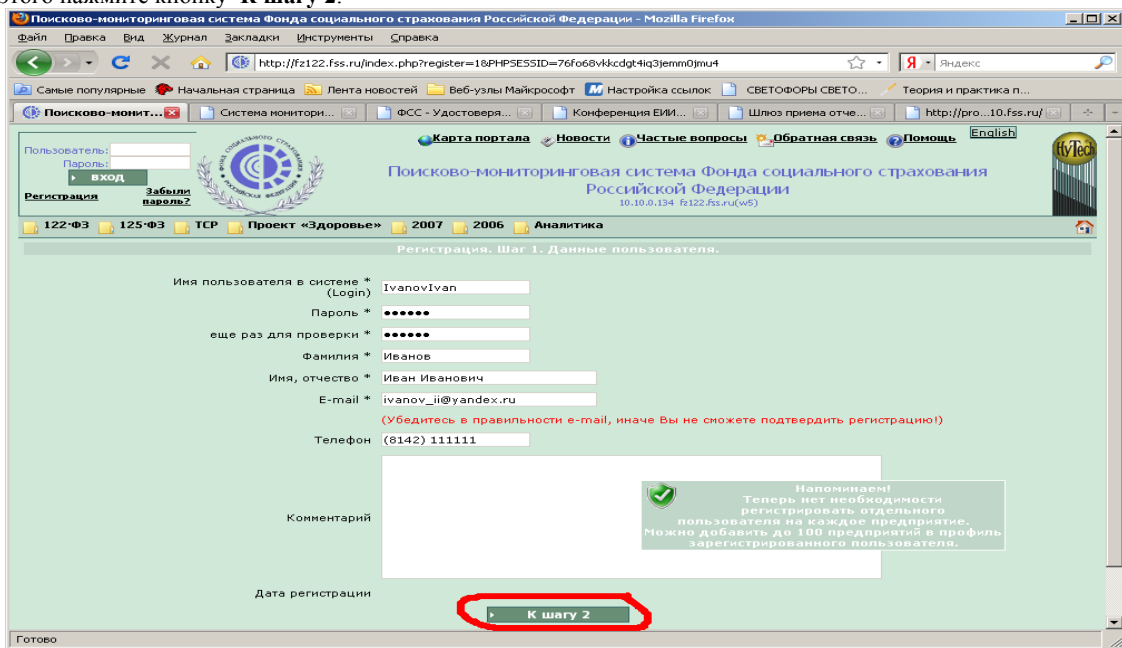 этого нажмите кнопку "К шагу 2".
Поисково-мониторинговая система Фонда социального страхования Российской Федерации - Mozilla Firefox
Файл Правка Вид Журнал Закладки Инструменты Справка
http://fz122.fss.ru/index.php?register=1&PHPSESSID=76fo68vkkcdgt4iq3jemm0jmu4 Яндекс
Самые популярные Начальная страница Лента новостей Веб-узлы Майкрософт Настройка ссылок СВЕТОФОРЫ СВЕТО... Теория и практика п...
Поисково-монит... Система монитори... ФСС - Удостоверя... Конференция ЕИИ... Шлюз приема отче... http://pro...10.fss.ru/
Карта портала Новости Частые вопросы Обратная связь Помощь English
HyTech
Пользователь:
Пароль:
вход
Регистрация Забыли пароль?
Поисково-мониторинговая система Фонда социального страхования
Российской Федерации
10.10.0.134 fz122.fss.ru(w5)
122-ФЗ 125-ФЗ ТСР Проект «Здоровье» 2007 2006 Аналитика
Регистрация. Шаг 1. Данные пользователя.
Имя пользователя в системе *
(Login) IvanovIvan
Пароль * ••••••
еще раз для проверки * ••••••
Фамилия * Иванов
Имя, отчество * Иван Иванович
E-mail * ivanov_ii@yandex.ru
(Убедитесь в правильности e-mail, иначе Вы не сможете подтвердить регистрацию!)
Телефон (8142) 111111
Комментарий
Напоминаем!
Теперь нет необходимости
регистрировать отдельного
пользователя на каждое предприятие.
Можно добавить до 100 предприятий в профиль
зарегистрированного пользователя.
Дата регистрации
К шагу 2
Готово